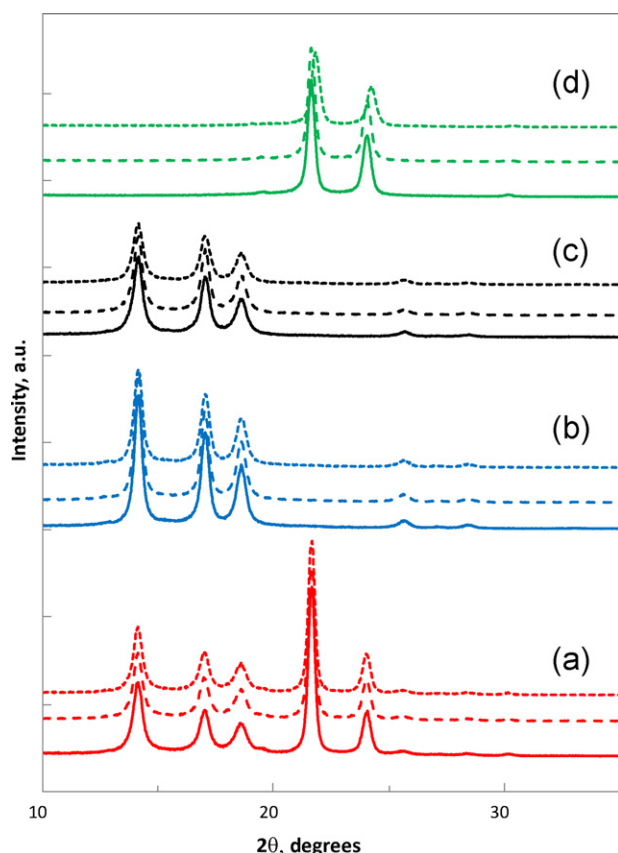 (d)
(c)
(b)
(a)
Intensity, a.u.
10
20
30
2θ, degrees